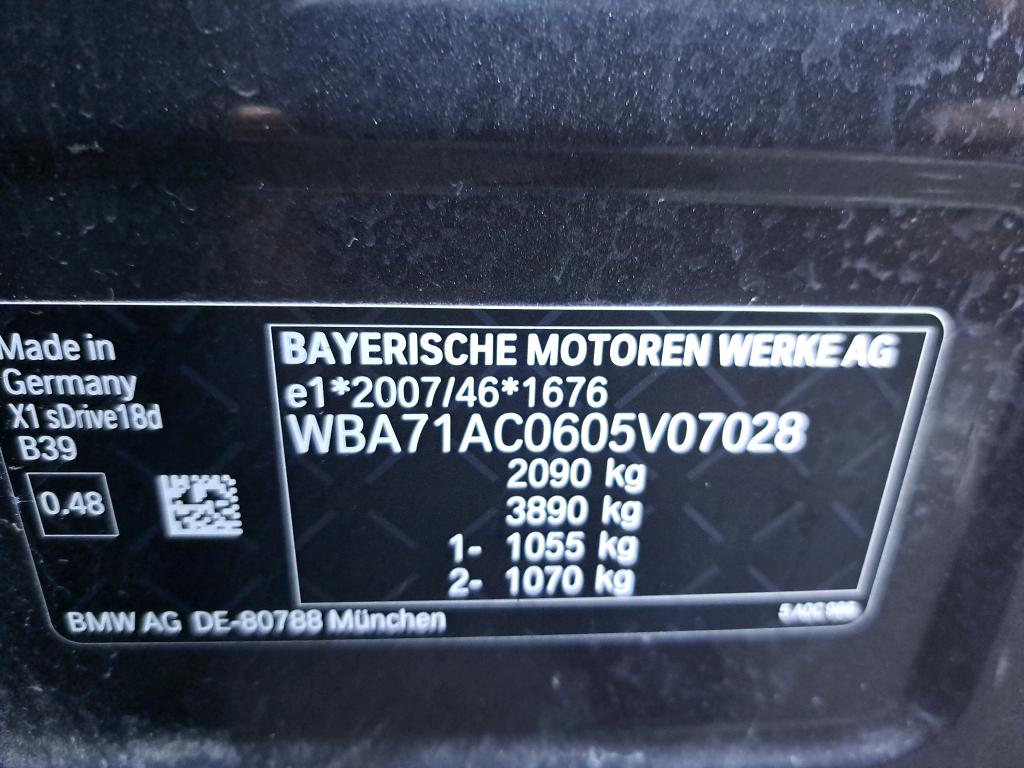 Made in
Germany
X1 sDrive18d
B39
0.48
BAYERISCHE MOTOREN WERKE AG
e1*2007/46*1676
WBA71AC0605V07028
2090 kg
3890 kg
1- 1055 kg
2- 1070 kg
BMW AG DE-80788 München